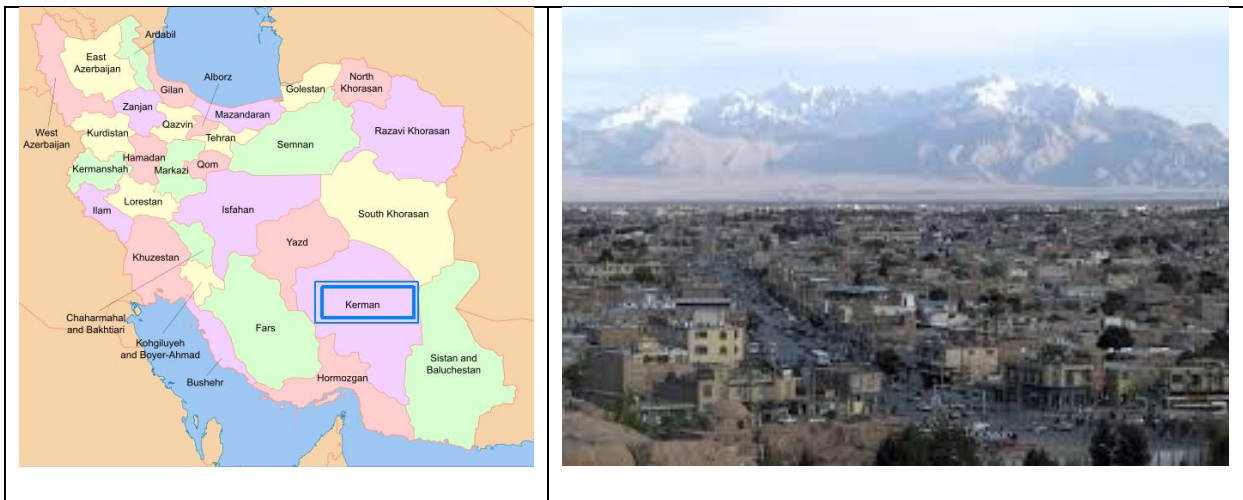 Ardabil
East
Azerbaijan
Alborz
Gilan
Golestan
North
Khorasan
Zanjan
Mazandaran
Qazvin
Tehran
Razavi Khorasan
West
Azerbaijan
Kurdistan
Semnan
Hamadan
Qom
Kermanshah
Markazi
Lorestan
Ilam
Isfahan
South Khorasan
Yazd
Khuzestan
Kerman
Chaharmahal
and Bakhtiari
Fars
Kohgiluyeh
and Boyer-Ahmad
Sistan and
Baluchestan
Bushehr
Hormozgan